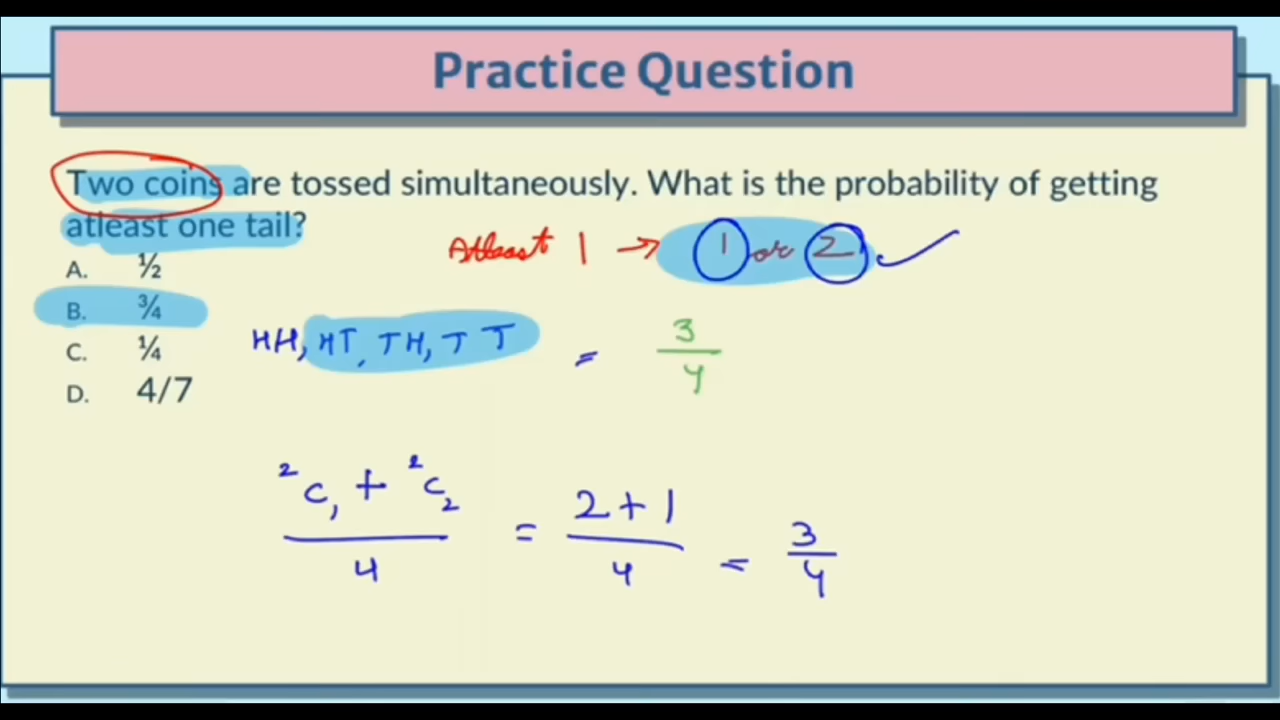 Practice Question
Two coins are tossed simultaneously. What is the probability of getting
atleast one tail?
Atleast 1 → 1 or 2
A. ½
B. ¾
HH, HT, TH, TT = 3/4
C. ¼
D. 4/7
²C₁ + ²C₂ / 4 = 2+1 / 4 = 3/4